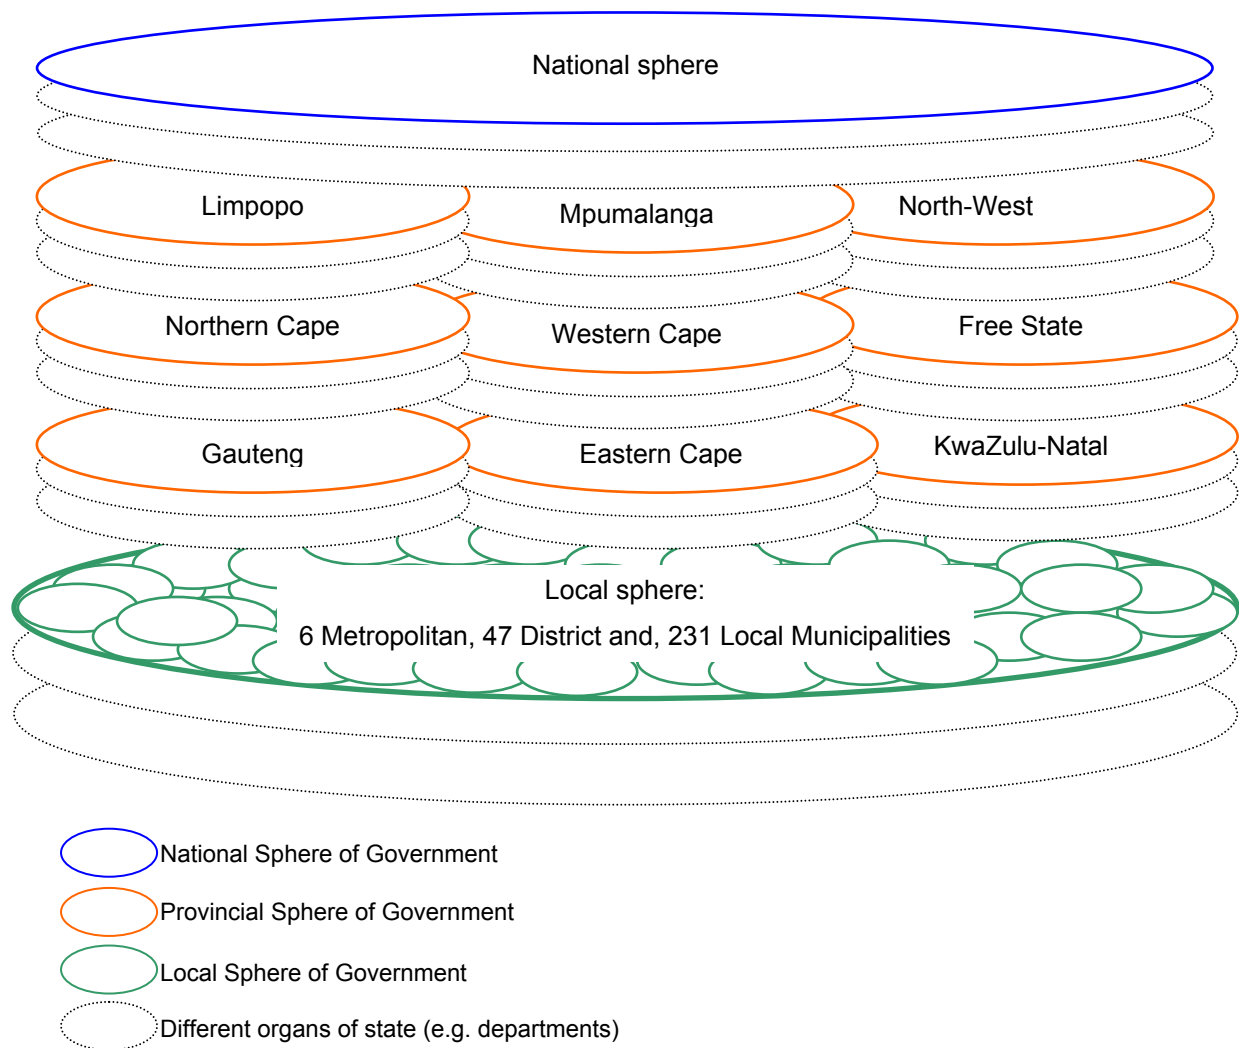 National sphere
Limpopo
Mpumalanga
North-West
Northern Cape
Western Cape
Free State
Gauteng
Eastern Cape
KwaZulu-Natal
Local sphere:
6 Metropolitan, 47 District and, 231 Local Municipalities
National Sphere of Government
Provincial Sphere of Government
Local Sphere of Government
Different organs of state (e.g. departments)